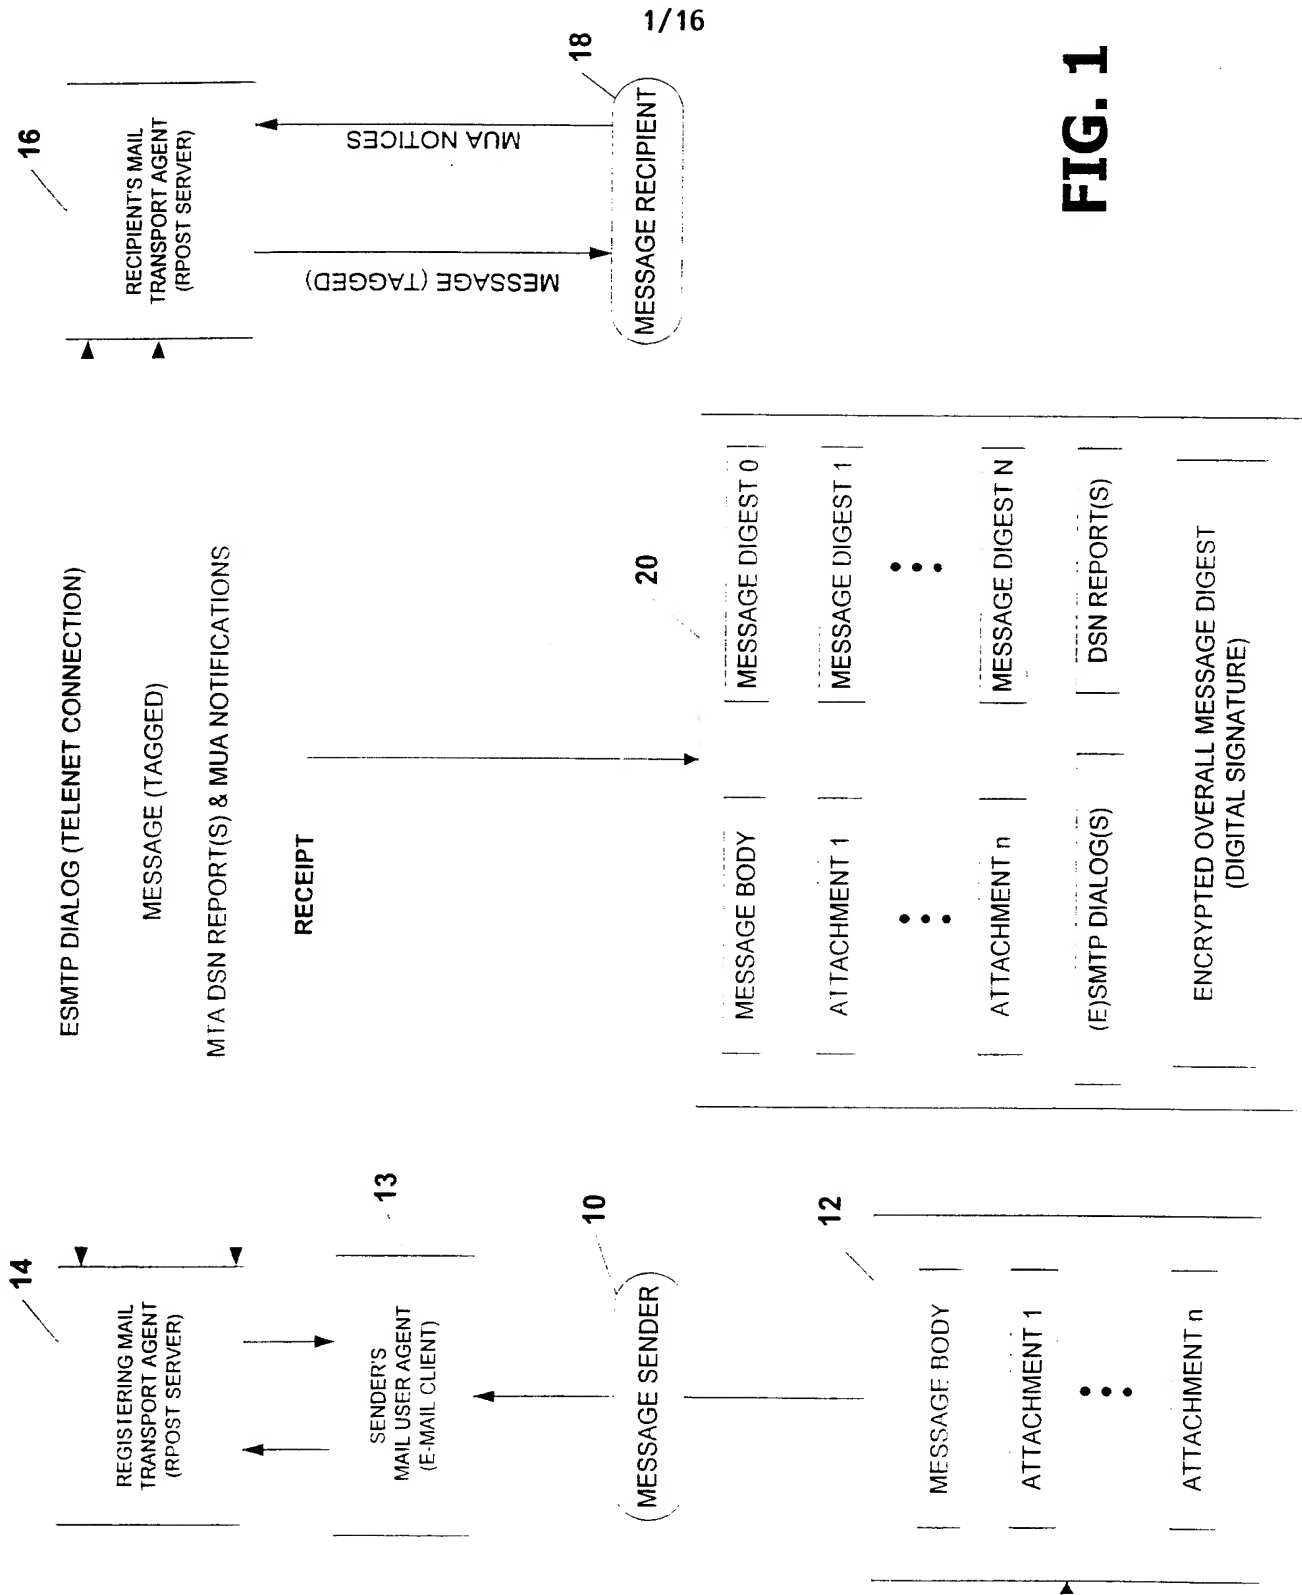 1/16
14
REGISTERING MAIL
TRANSPORT AGENT
(RPOST SERVER)
13
SENDER'S
MAIL USER AGENT
(E-MAIL CLIENT)
10
MESSAGE SENDER
12
MESSAGE BODY
ATTACHMENT 1
ATTACHMENT n
ESMTP DIALOG (TELENET CONNECTION)
MESSAGE (TAGGED)
MTA DSN REPORT(S) & MUA NOTIFICATIONS
RECEIPT
20
MESSAGE BODY
MESSAGE DIGEST 0
ATTACHMENT 1
MESSAGE DIGEST 1
ATTACHMENT n
MESSAGE DIGEST N
(E)SMTP DIALOG(S)
DSN REPORT(S)
ENCRYPTED OVERALL MESSAGE DIGEST
(DIGITAL SIGNATURE)
16
RECIPIENT'S MAIL
TRANSPORT AGENT
(RPOST SERVER)
MESSAGE (TAGGED)
MUA NOTICES
18
MESSAGE RECIPIENT
FIG. 1